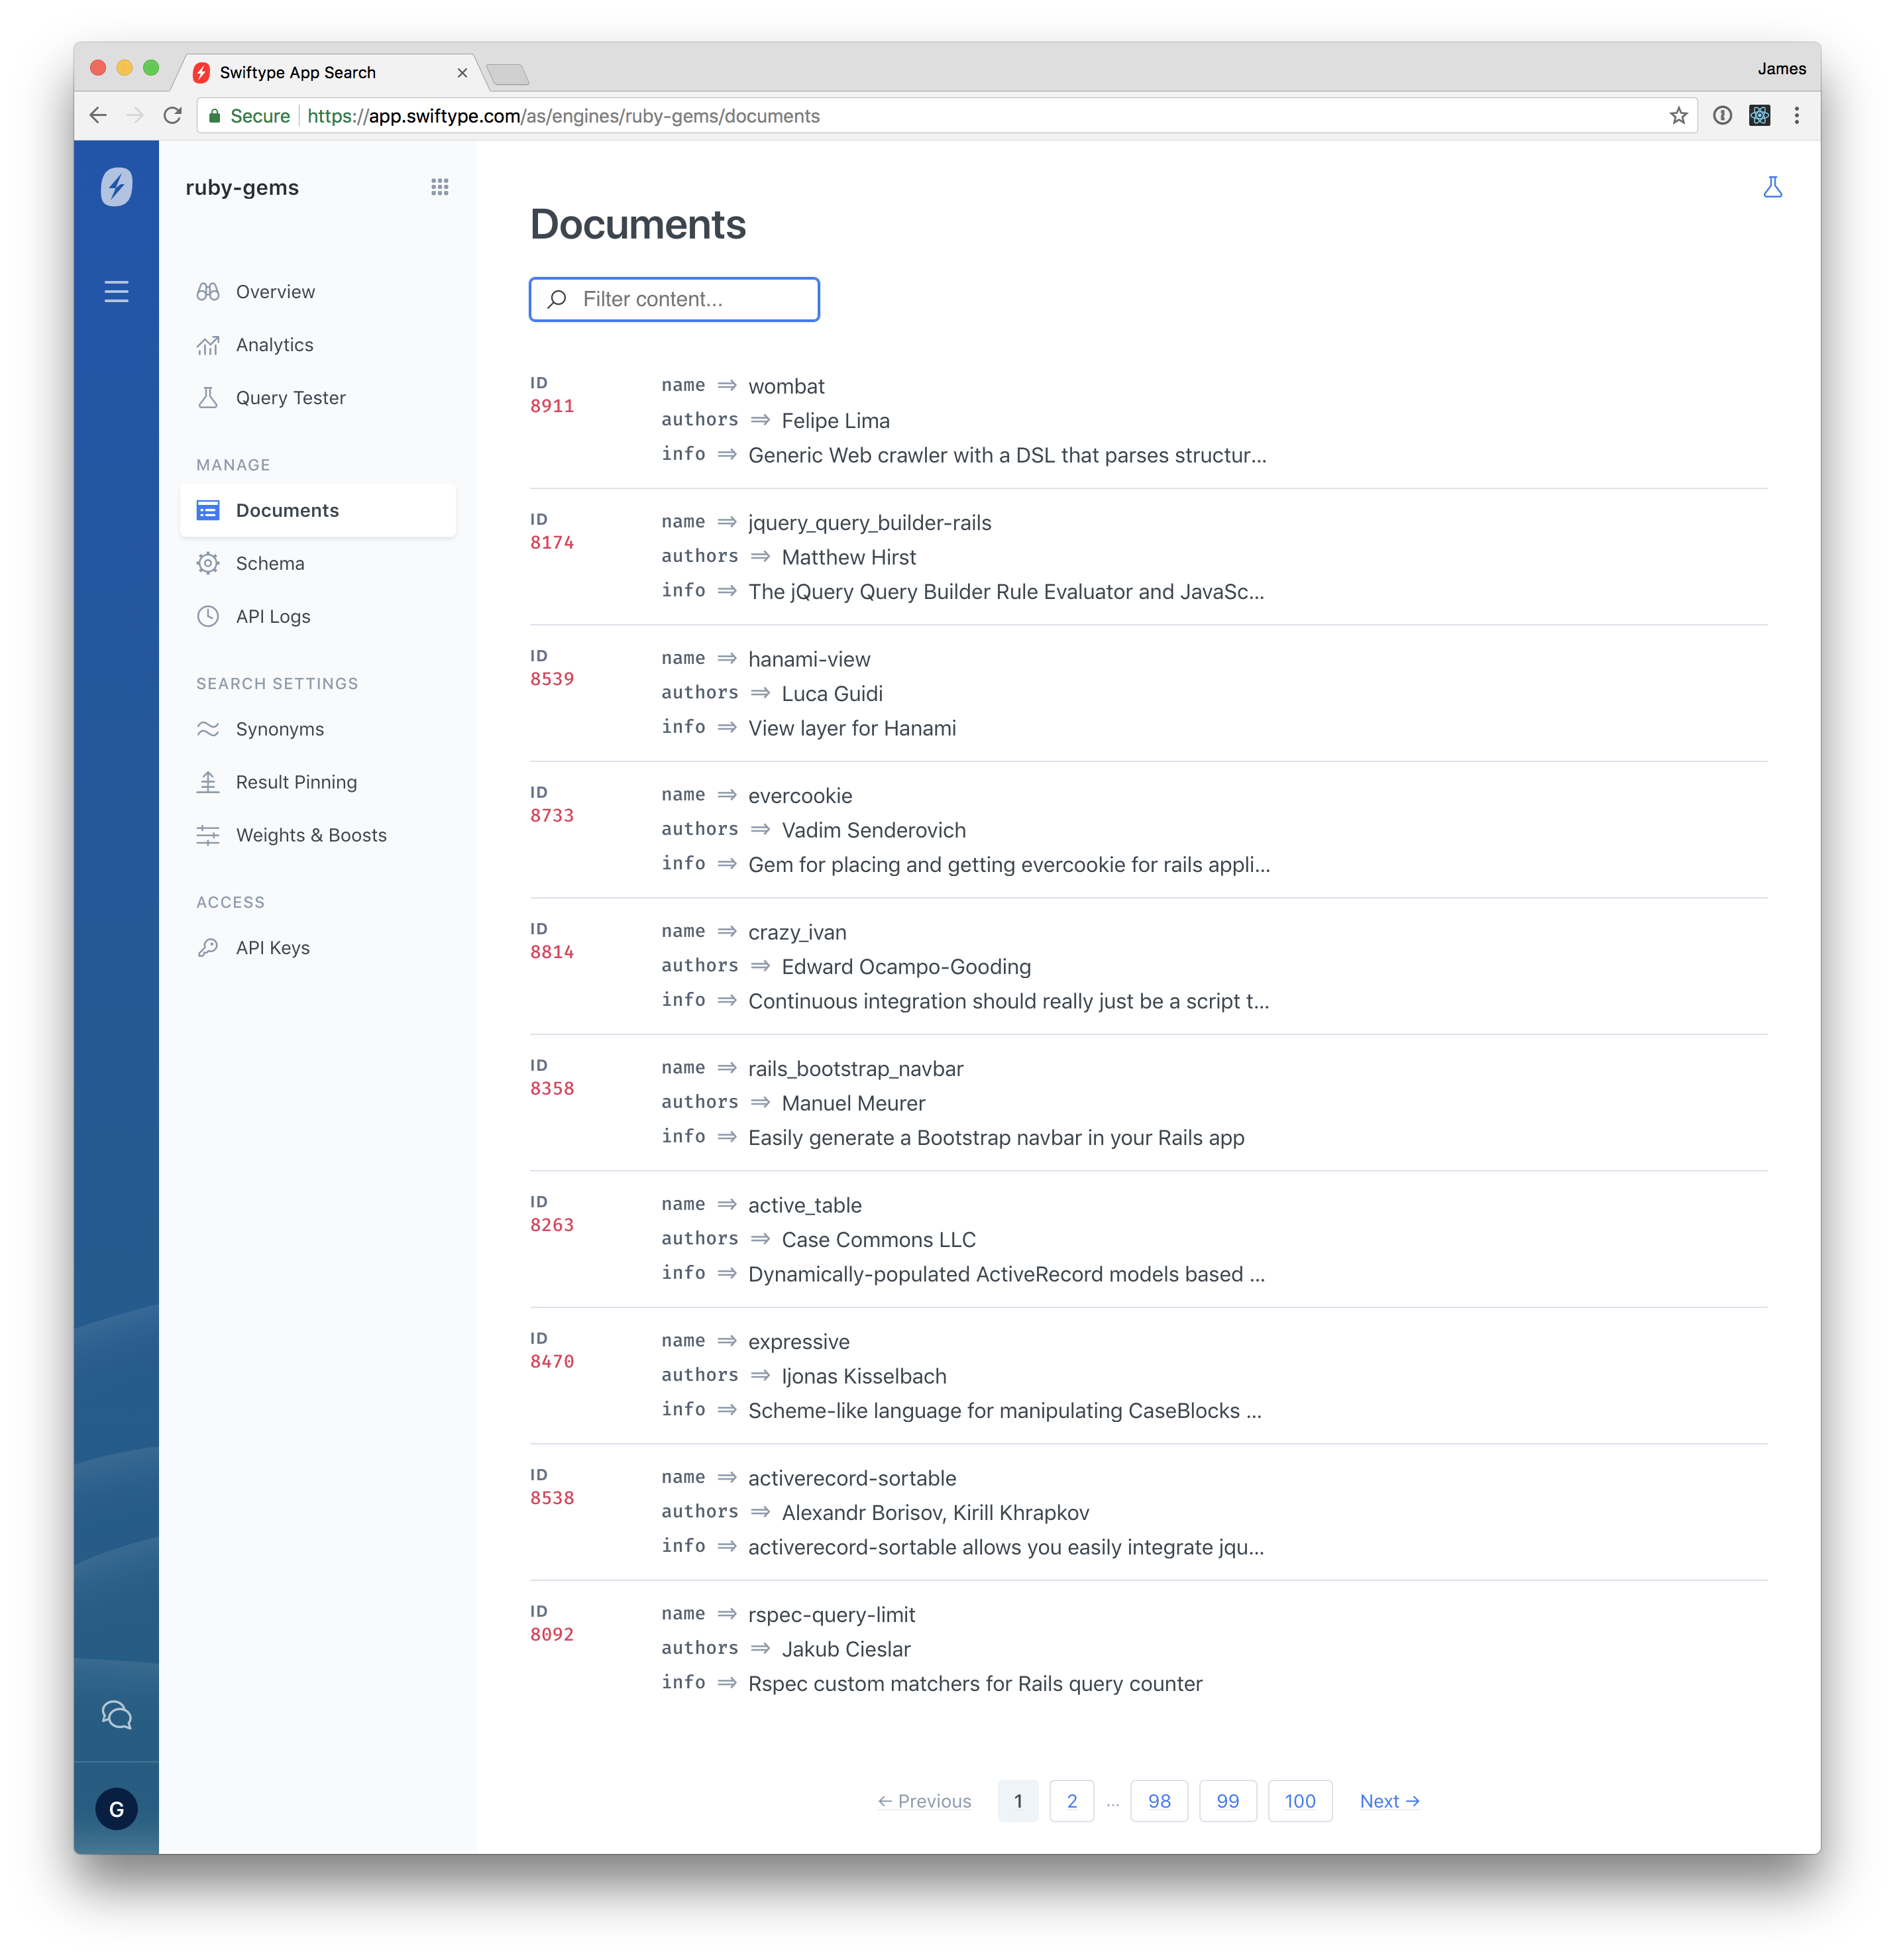 Swiftype App Search
James
Secure https://app.swiftype.com/as/engines/ruby-gems/documents
ruby-gems
Overview
Analytics
Query Tester
MANAGE
Documents
Schema
API Logs
SEARCH SETTINGS
Synonyms
Result Pinning
Weights & Boosts
ACCESS
API Keys
G
Documents
Filter content...
ID
8911
name ⇒ wombat
authors ⇒ Felipe Lima
info ⇒ Generic Web crawler with a DSL that parses structur...
ID
8174
name ⇒ jquery_query_builder-rails
authors ⇒ Matthew Hirst
info ⇒ The jQuery Query Builder Rule Evaluator and JavaSc...
ID
8539
name ⇒ hanami-view
authors ⇒ Luca Guidi
info ⇒ View layer for Hanami
ID
8733
name ⇒ evercookie
authors ⇒ Vadim Senderovich
info ⇒ Gem for placing and getting evercookie for rails appli...
ID
8814
name ⇒ crazy_ivan
authors ⇒ Edward Ocampo-Gooding
info ⇒ Continuous integration should really just be a script t...
ID
8358
name ⇒ rails_bootstrap_navbar
authors ⇒ Manuel Meurer
info ⇒ Easily generate a Bootstrap navbar in your Rails app
ID
8263
name ⇒ active_table
authors ⇒ Case Commons LLC
info ⇒ Dynamically-populated ActiveRecord models based ...
ID
8470
name ⇒ expressive
authors ⇒ Ijonas Kisselbach
info ⇒ Scheme-like language for manipulating CaseBlocks ...
ID
8538
name ⇒ activerecord-sortable
authors ⇒ Alexandr Borisov, Kirill Khrapkov
info ⇒ activerecord-sortable allows you easily integrate jqu...
ID
8092
name ⇒ rspec-query-limit
authors ⇒ Jakub Cieslar
info ⇒ Rspec custom matchers for Rails query counter
← Previous 1 2 ... 98 99 100 Next →